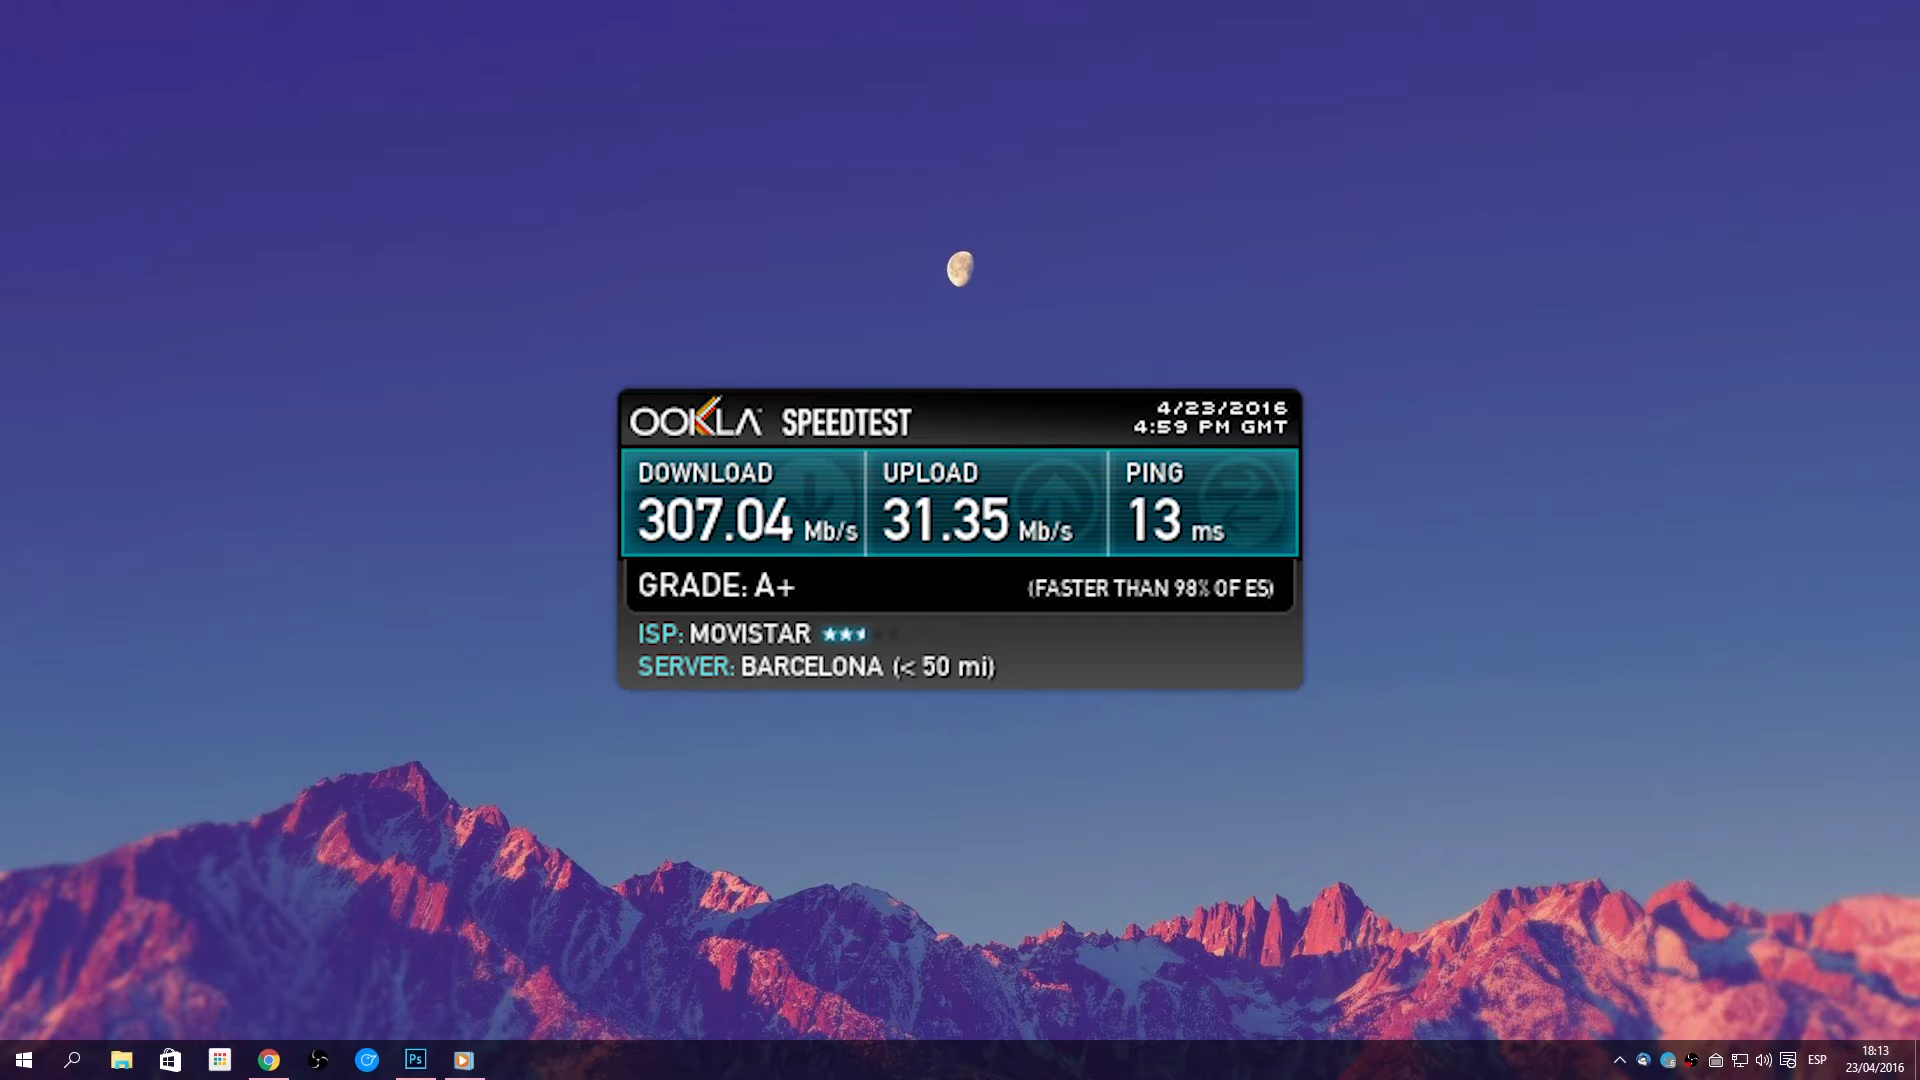 OOKLA SPEEDTEST
4/23/2016
4:59 PM GMT
DOWNLOAD
307.04 Mb/s
UPLOAD
31.35 Mb/s
PING
13 ms
GRADE: A+
(FASTER THAN 98% OF ES)
ISP: MOVISTAR
SERVER: BARCELONA (< 50 mi)
Ps
ESP
18:13
23/04/2016